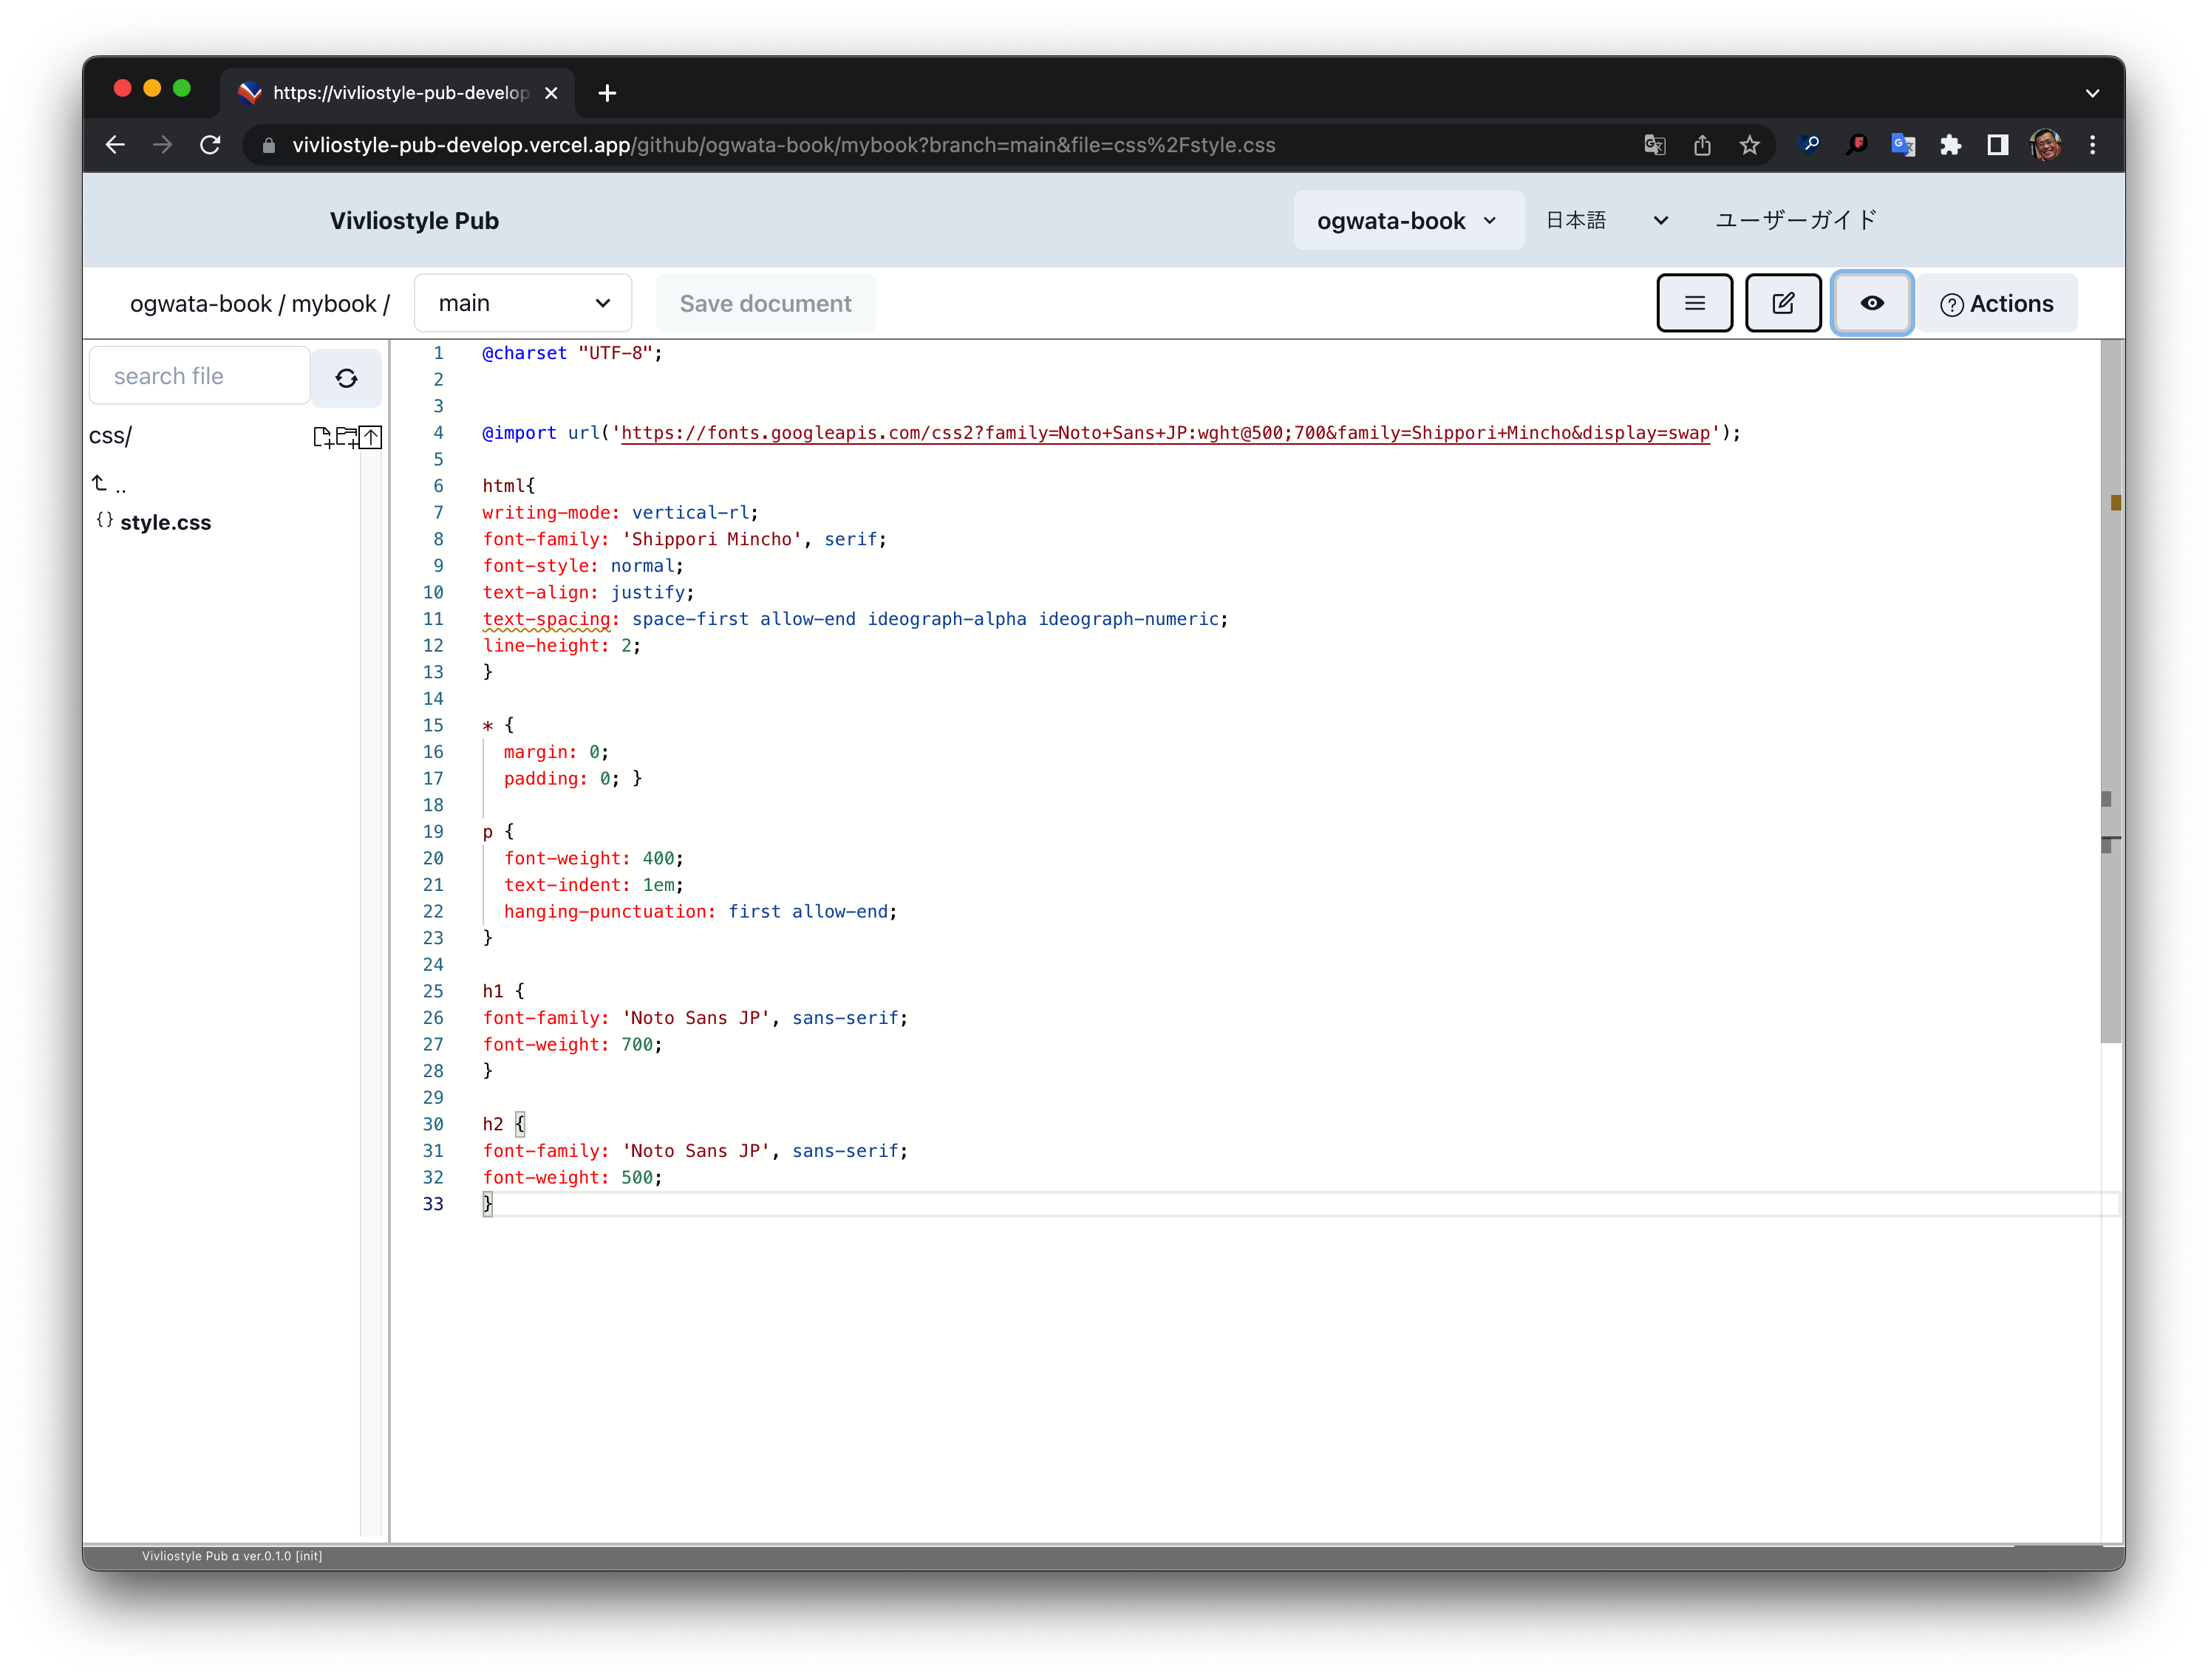 https://vivliostyle-pub-develop
vivliostyle-pub-develop.vercel.app/github/ogwata-book/mybook?branch=main&file=css%2Fstyle.css
Vivliostyle Pub
ogwata-book
日本語
ユーザーガイド
ogwata-book / mybook /
main
Save document
Actions
search file
css/
..
{} style.css
1 @charset "UTF-8";
2
3
4 @import url('https://fonts.googleapis.com/css2?family=Noto+Sans+JP:wght@500;700&family=Shippori+Mincho&display=swap');
5
6 html{
7 writing-mode: vertical-rl;
8 font-family: 'Shippori Mincho', serif;
9 font-style: normal;
10 text-align: justify;
11 text-spacing: space-first allow-end ideograph-alpha ideograph-numeric;
12 line-height: 2;
13 }
14
15 * {
16 margin: 0;
17 padding: 0; }
18
19 p {
20 font-weight: 400;
21 text-indent: 1em;
22 hanging-punctuation: first allow-end;
23 }
24
25 h1 {
26 font-family: 'Noto Sans JP', sans-serif;
27 font-weight: 700;
28 }
29
30 h2 {
31 font-family: 'Noto Sans JP', sans-serif;
32 font-weight: 500;
33 }
Vivliostyle Pub α ver.0.1.0 [init]